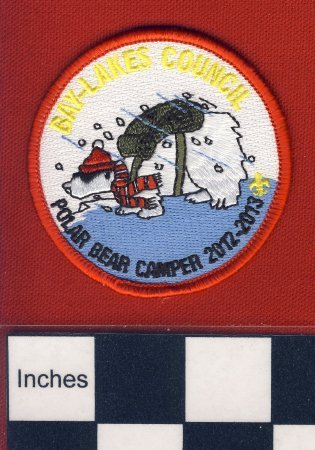 BAY-LAKES COUNCIL
POLAR BEAR CAMPER 2012-2013
Inches